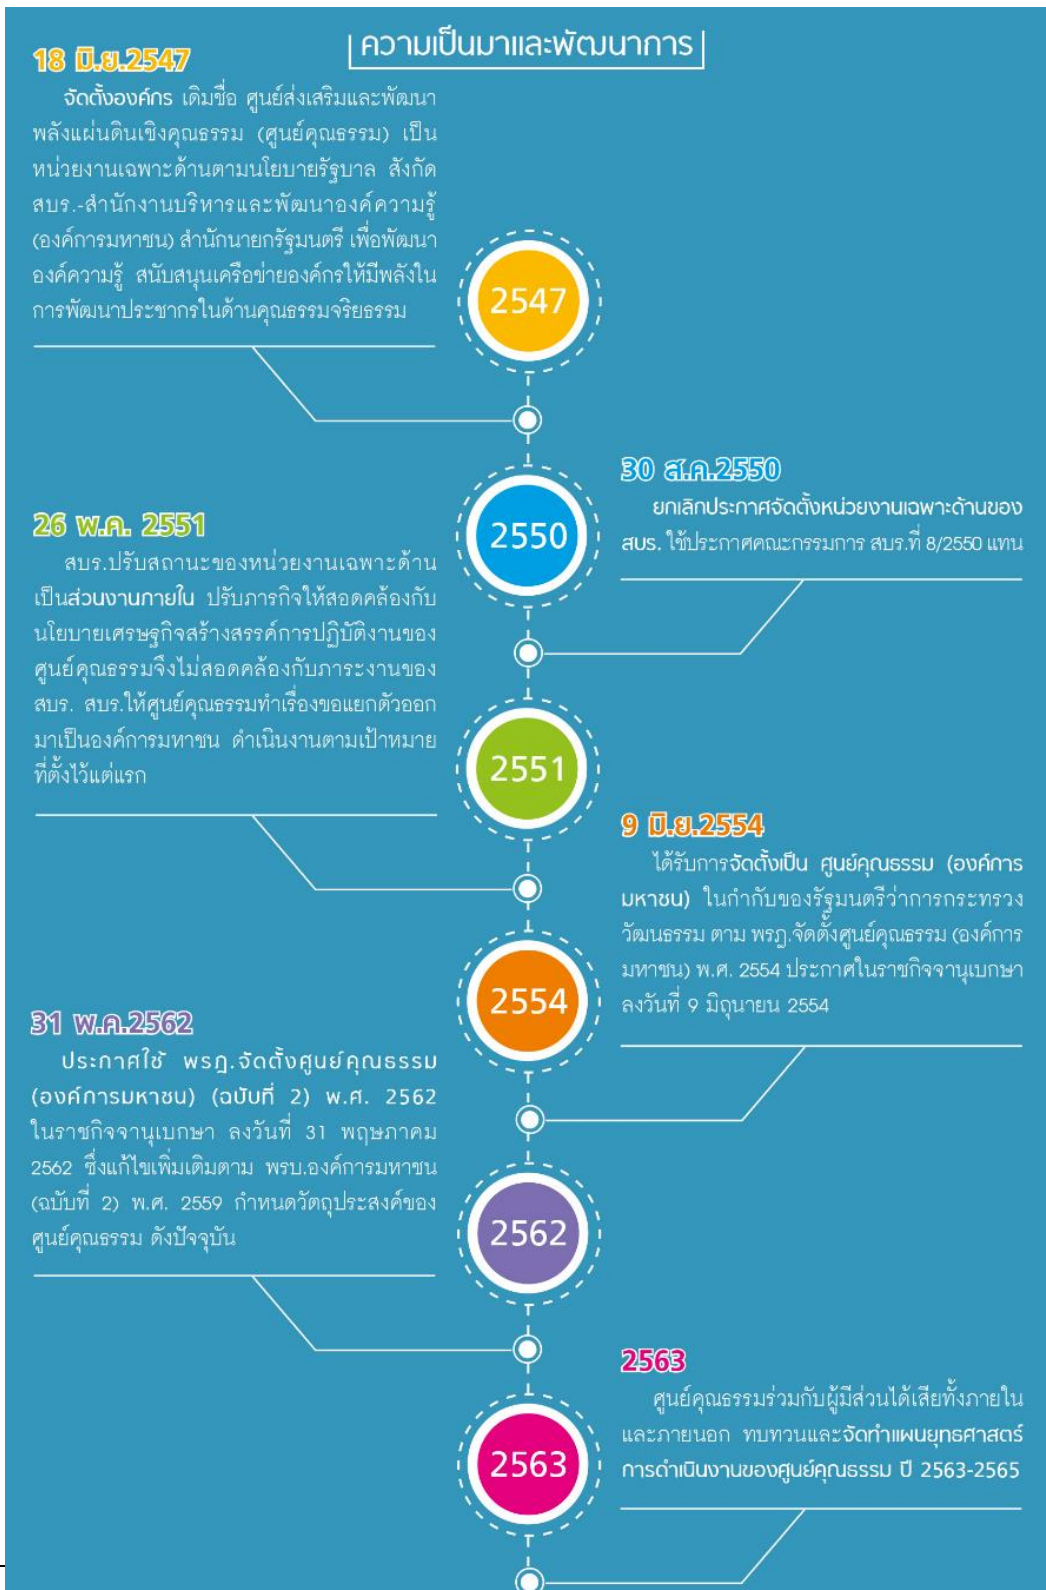 ความเป็นมาและพัฒนาการ
18 มิ.ย.2547
จัดตั้งองค์กร เดิมชื่อ ศูนย์ส่งเสริมและพัฒนา
พลังแผ่นดินเชิงคุณธรรม (ศูนย์คุณธรรม) เป็น
หน่วยงานเฉพาะด้านตามนโยบายรัฐบาล สังกัด
สบร.-สำนักงานบริหารและพัฒนาองค์ความรู้
(องค์การมหาชน) สำนักนายกรัฐมนตรี เพื่อพัฒนา
องค์ความรู้ สนับสนุนเครือข่ายองค์กรให้มีพลังใน
การพัฒนาประชากรในด้านคุณธรรมจริยธรรม
2547
30 ส.ค.2550
ยกเลิกประกาศจัดตั้งหน่วยงานเฉพาะด้านของ
สบร. ใช้ประกาศคณะกรรมการ สบร.ที่ 8/2550 แทน
2550
26 พ.ค. 2551
สบร.ปรับสถานะของหน่วยงานเฉพาะด้าน
เป็นส่วนงานภายใน ปรับภารกิจให้สอดคล้องกับ
นโยบายเศรษฐกิจสร้างสรรค์การปฏิบัติงานของ
ศูนย์คุณธรรมจึงไม่สอดคล้องกับภาระงานของ
สบร. สบร.ให้ศูนย์คุณธรรมทำเรื่องขอแยกตัวออก
มาเป็นองค์การมหาชน ดำเนินงานตามเป้าหมาย
ที่ตั้งไว้แต่แรก
2551
9 มิ.ย.2554
ได้รับการจัดตั้งเป็น ศูนย์คุณธรรม (องค์การ
มหาชน) ในกำกับของรัฐมนตรีว่าการกระทรวง
วัฒนธรรม ตาม พรฎ.จัดตั้งศูนย์คุณธรรม (องค์การ
มหาชน) พ.ศ. 2554 ประกาศในราชกิจจานุเบกษา
ลงวันที่ 9 มิถุนายน 2554
2554
31 พ.ค.2562
ประกาศใช้ พรฎ.จัดตั้งศูนย์คุณธรรม
(องค์การมหาชน) (ฉบับที่ 2) พ.ศ. 2562
ในราชกิจจานุเบกษา ลงวันที่ 31 พฤษภาคม
2562 ซึ่งแก้ไขเพิ่มเติมตาม พรบ.องค์การมหาชน
(ฉบับที่ 2) พ.ศ. 2559 กำหนดวัตถุประสงค์ของ
ศูนย์คุณธรรม ดังปัจจุบัน
2562
2563
ศูนย์คุณธรรมร่วมกับผู้มีส่วนได้เสียทั้งภายใน
และภายนอก ทบทวนและจัดทำแผนยุทธศาสตร์
การดำเนินงานของศูนย์คุณธรรม ปี 2563-2565
2563